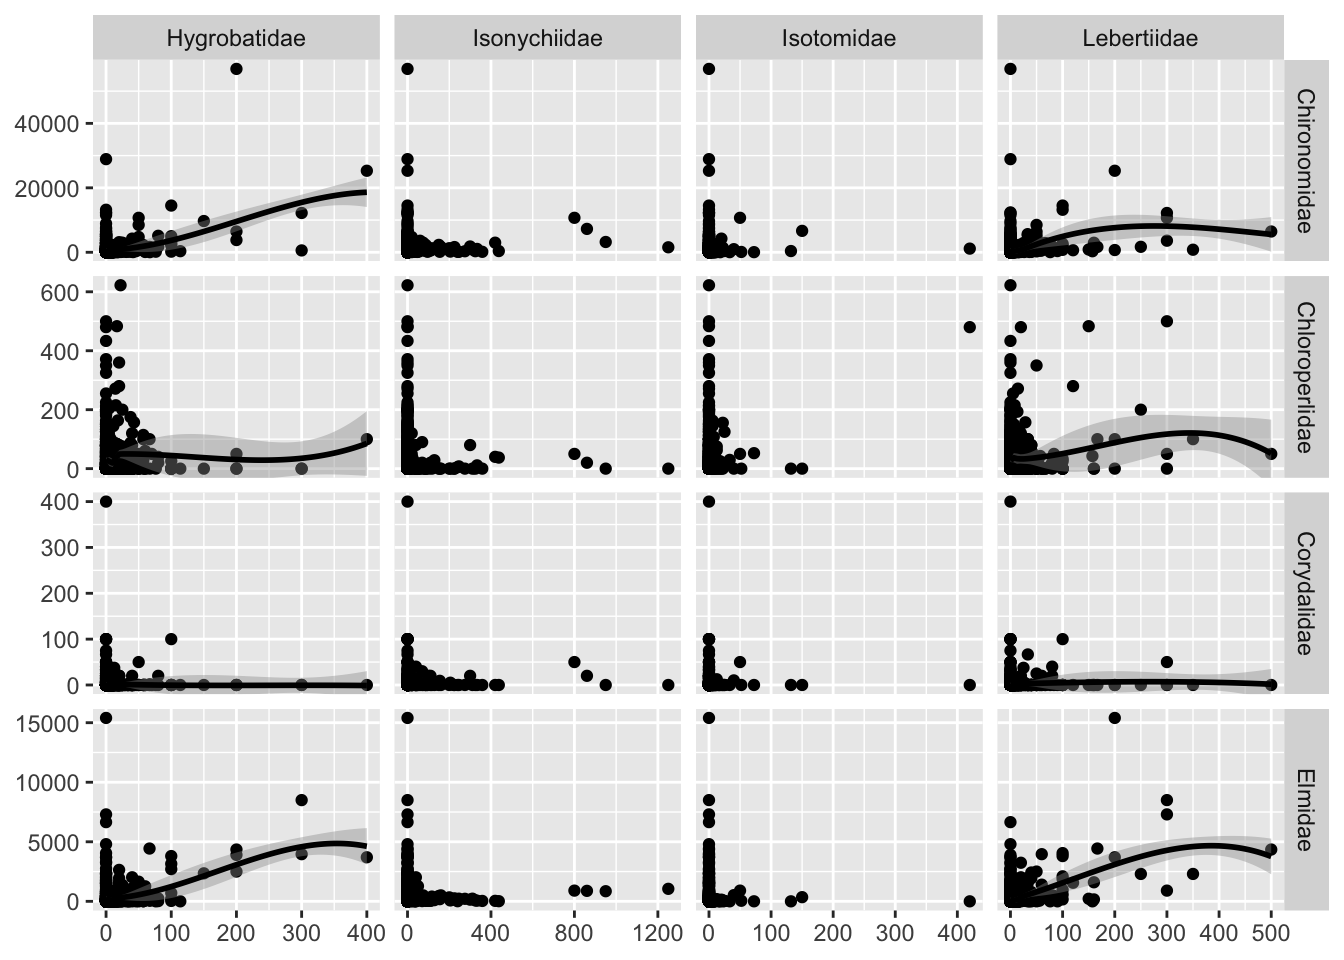 Hygrobatidae Isonychiidae Isotomidae Lebertiidae
40000
20000
0
Chironomidae
600
400
200
0
Chloroperlidae
400
300
200
100
0
Corydalidae
15000
10000
5000
0
Elmidae
0 100 200 300 400 0 400 800 1200 0 100 200 300 400 0 100 200 300 400 500